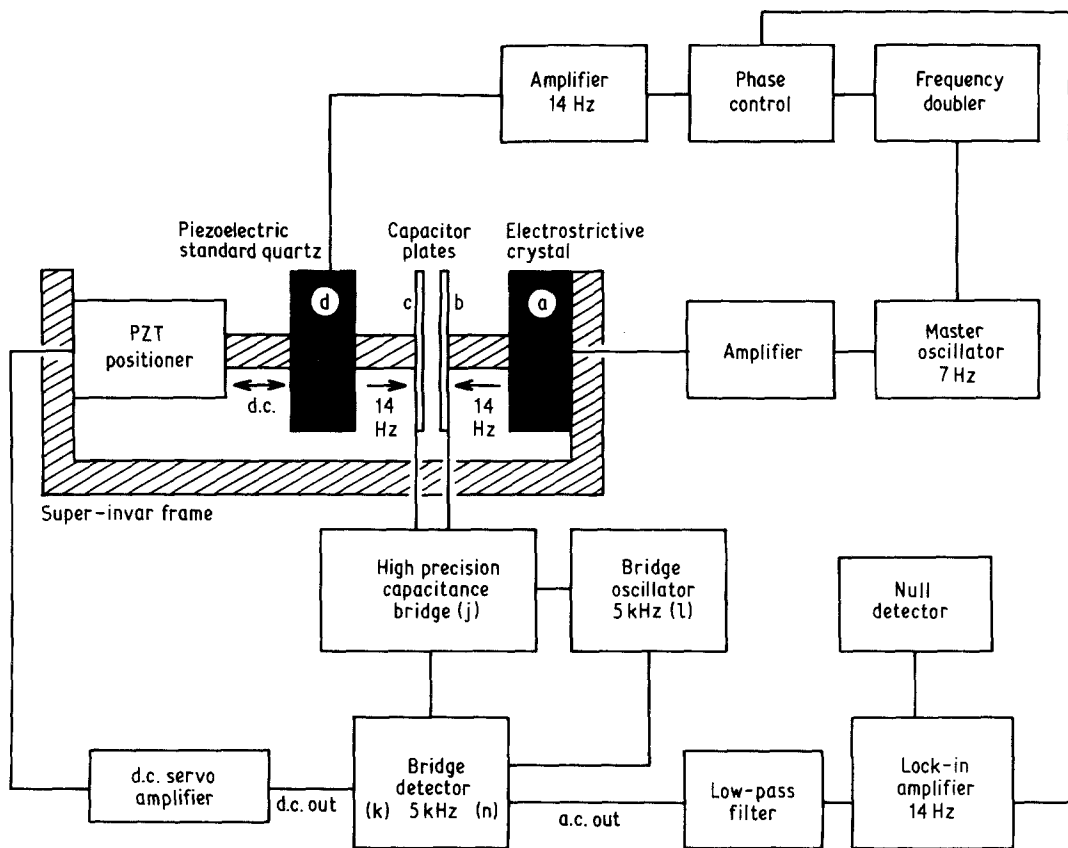 Amplifier
14 Hz
Phase
control
Frequency
doubler
Piezoelectric
standard quartz
Capacitor
plates
Electrostrictive
crystal
PZT
positioner
d
c
b
a
Amplifier
Master
oscillator
7 Hz
d.c.
14
Hz
14
Hz
Super-invar frame
High precision
capacitance
bridge (j)
Bridge
oscillator
5 kHz (l)
Null
detector
d.c. servo
amplifier
d.c. out
Bridge
detector
(k) 5 kHz (n)
a.c. out
Low-pass
filter
Lock-in
amplifier
14 Hz